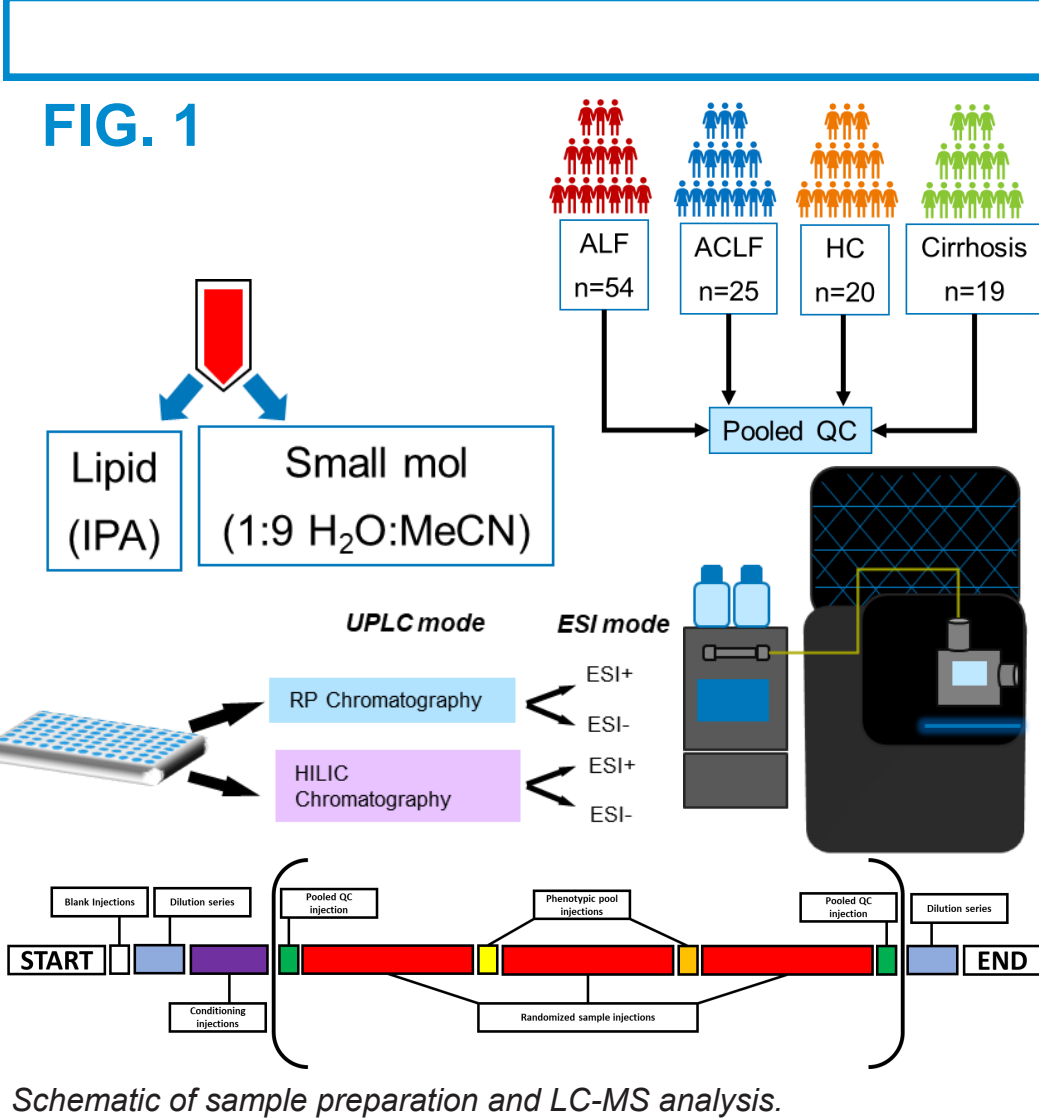 FIG. 1
ALF
n=54
ACLF
n=25
HC
n=20
Cirrhosis
n=19
Pooled QC
Lipid
(IPA)
Small mol
(1:9 H₂O:MeCN)
UPLC mode
ESI mode
RP Chromatography
ESI+
ESI-
HILIC
Chromatography
ESI+
ESI-
Blank Injections
Dilution series
Pooled QC
injection
Phenotypic pool
injections
Pooled QC
injection
Dilution series
START
END
Conditioning
injections
Randomized sample injections
Schematic of sample preparation and LC-MS analysis.